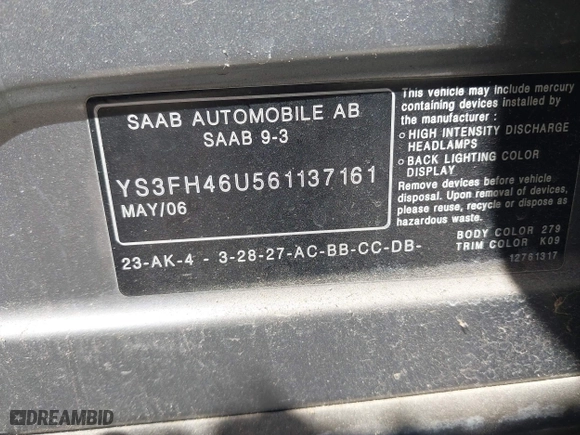 SAAB AUTOMOBILE AB
SAAB 9-3
YS3FH46U561137161
MAY/06
23-AK-4 - 3-28-27-AC-BB-CC-DB-
This vehicle may include mercury
containing devices installed by
the manufacturer :
○ HIGH INTENSITY DISCHARGE
HEADLAMPS
○ BACK LIGHTING COLOR
DISPLAY
Remove devices before vehicle
disposal. Upon removal of devices,
please reuse, recycle or dispose as
hazardous waste.
BODY COLOR 279
TRIM COLOR K09
12761317
DREAMBID